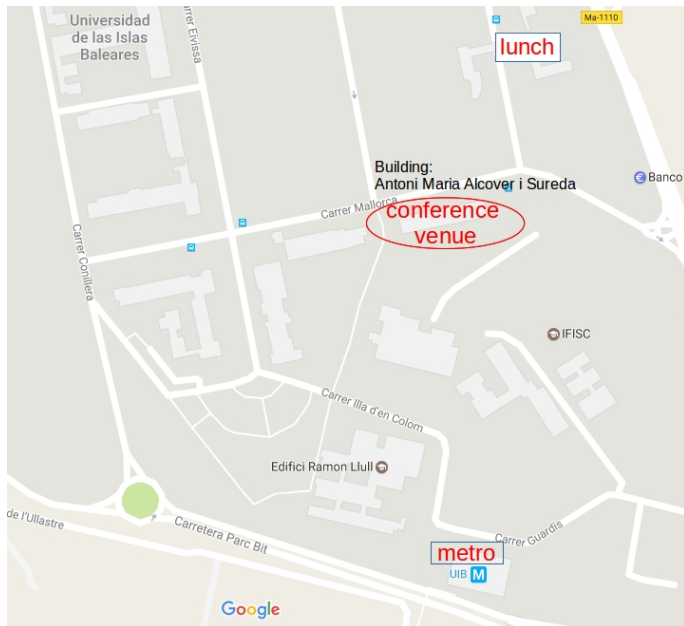 Universidad
de las Islas
Baleares
Carrer Eivissa
Ma-1110
lunch
Building:
Antoni Maria Alcover i Sureda
Banco
Carrer Mallorca
conference
venue
Carrer Conillera
IFISC
Carrer Illa d'en Colom
Edifici Ramon Llull
de l'Ullastre
Carretera Parc Bit
Carrer Guardis
metro
UIB M
Google